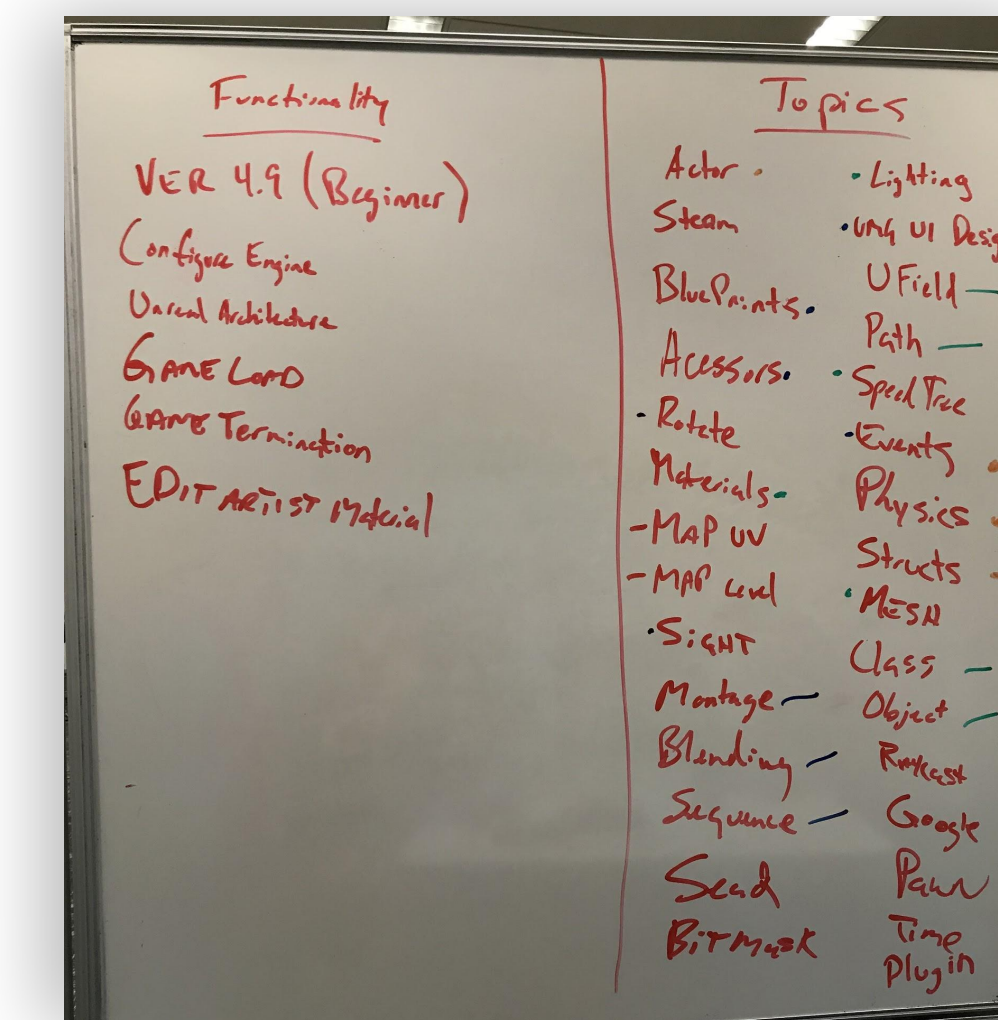 Functionality
VER 4.9 (Beginner)
Configure Engine
Unreal Architecture
GAME LOAD
GAME Termination
EDIT ARTIST Material
Topics
Actor
Steam
BluePrints
Acessors
Rotate
Materials
- MAP UV
- MAP Level
SIGHT
Montage
Blending
Sequence
BITMASK
Lighting
UMG UI Desig
UField
Path
Speed Tree
Events
Physics
Structs
MESH
Class
Object
Raycast
Google
Pawn
Time
Plugin